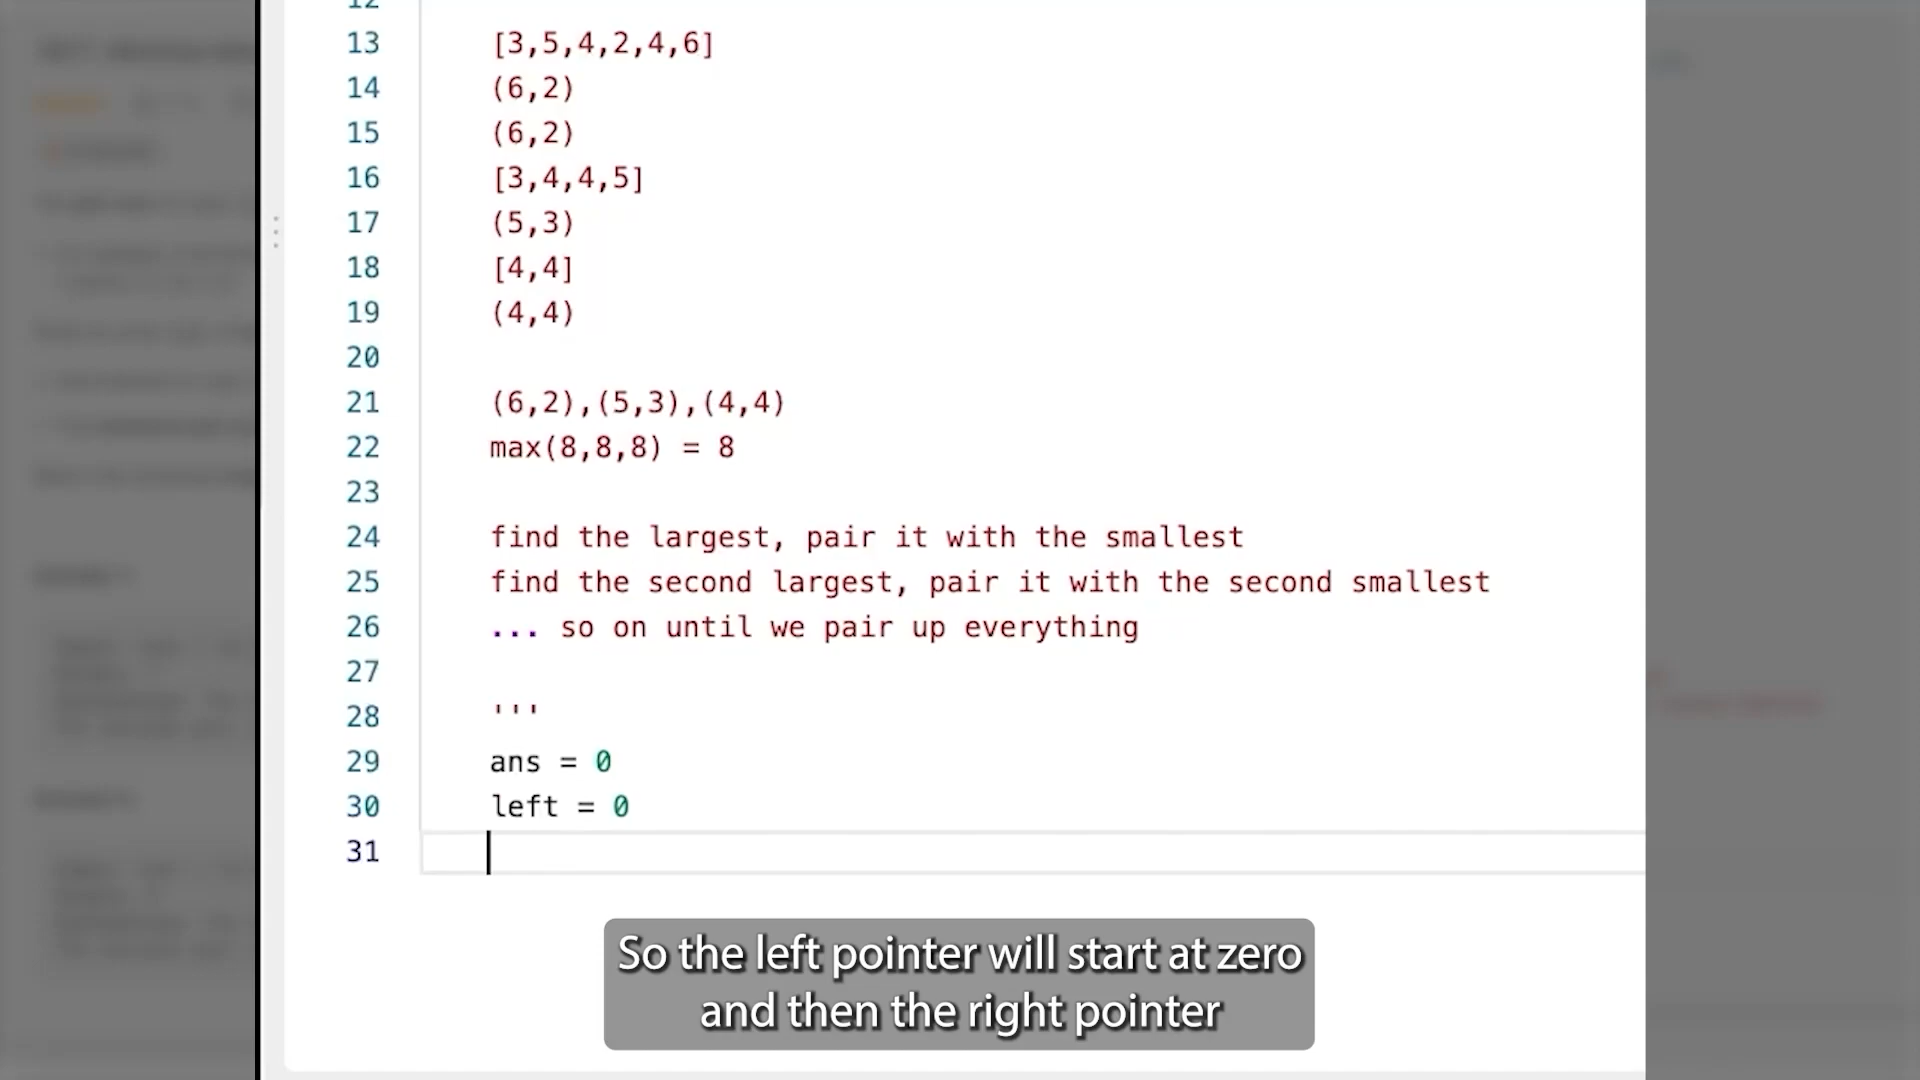 12
13 [3,5,4,2,4,6]
14 (6,2)
15 (6,2)
16 [3,4,4,5]
17 (5,3)
18 [4,4]
19 (4,4)
20
21 (6,2),(5,3),(4,4)
22 max(8,8,8) = 8
23
24 find the largest, pair it with the smallest
25 find the second largest, pair it with the second smallest
26 ... so on until we pair up everything
27
28 '''
29 ans = 0
30 left = 0
31
So the left pointer will start at zero
and then the right pointer